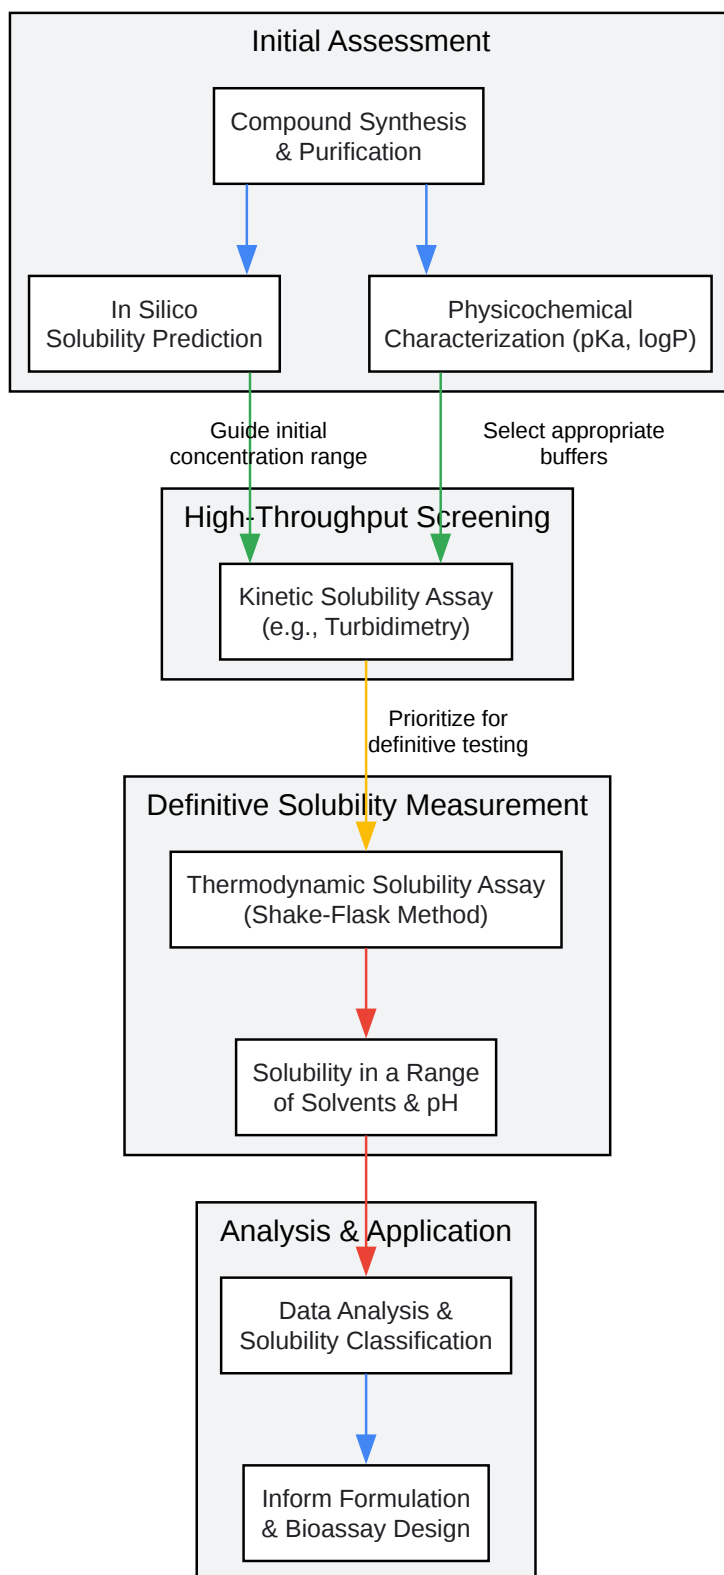 Initial Assessment
Compound Synthesis
& Purification
In Silico
Solubility Prediction
Physicochemical
Characterization (pKa, logP)
Guide initial
concentration range
Select appropriate
buffers
High-Throughput Screening
Kinetic Solubility Assay
(e.g., Turbidimetry)
Prioritize for
definitive testing
Definitive Solubility Measurement
Thermodynamic Solubility Assay
(Shake-Flask Method)
Solubility in a Range
of Solvents & pH
Analysis & Application
Data Analysis &
Solubility Classification
Inform Formulation
& Bioassay Design